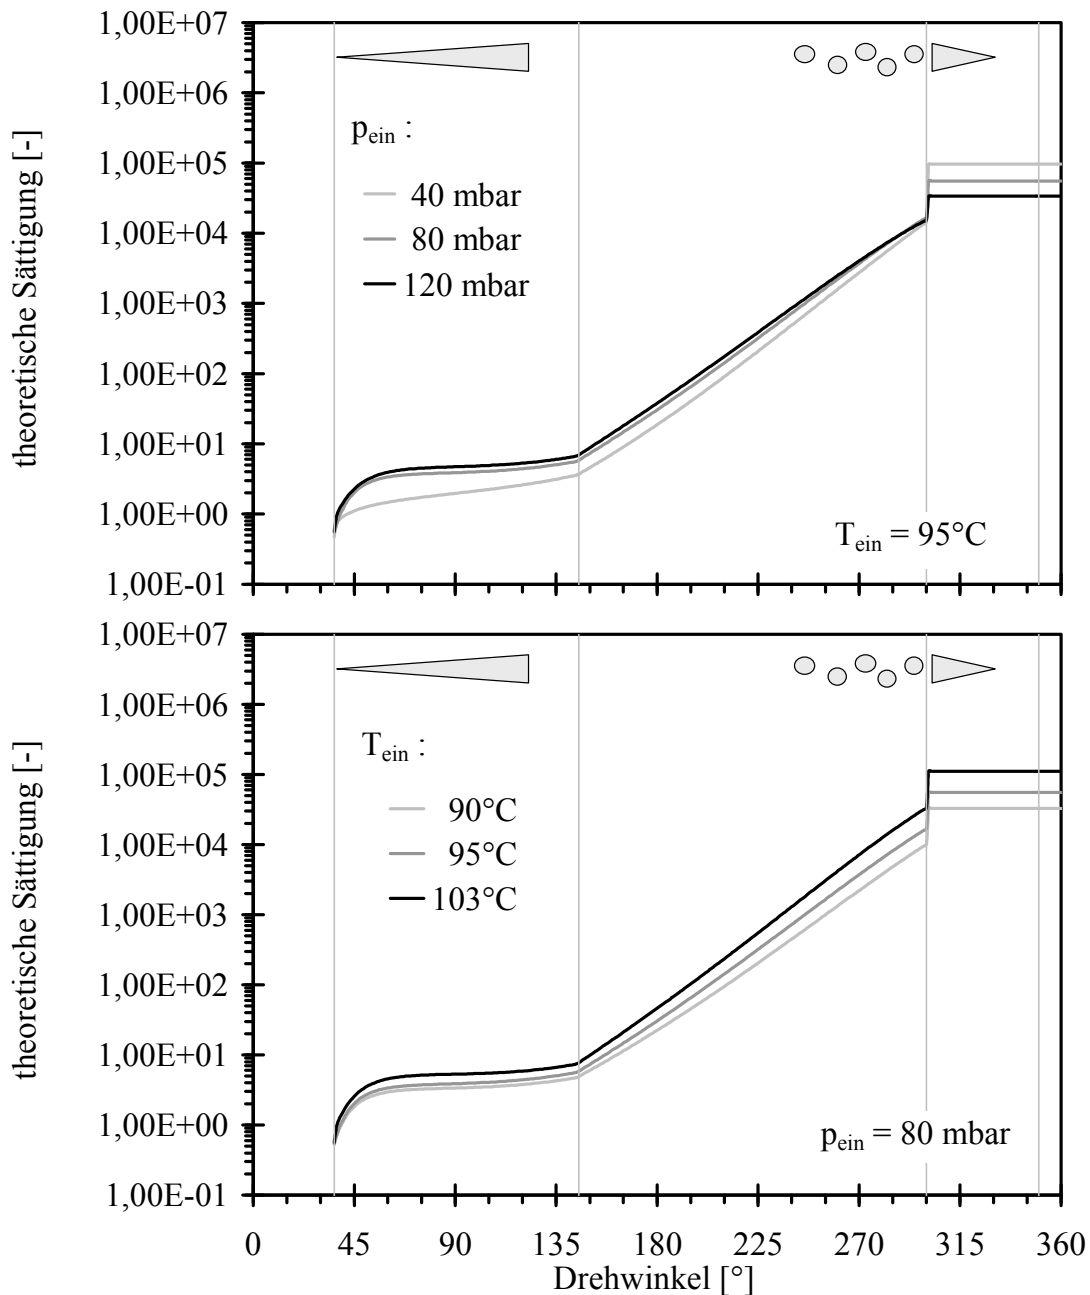 1,00E+07
1,00E+06
1,00E+05
1,00E+04
1,00E+03
1,00E+02
1,00E+01
1,00E+00
1,00E-01
theoretische Sättigung [-]
p_ein :
40 mbar
80 mbar
120 mbar
T_ein = 95°C
1,00E+07
1,00E+06
1,00E+05
1,00E+04
1,00E+03
1,00E+02
1,00E+01
1,00E+00
1,00E-01
theoretische Sättigung [-]
T_ein :
90°C
95°C
103°C
p_ein = 80 mbar
0 45 90 135 180 225 270 315 360
Drehwinkel [°]